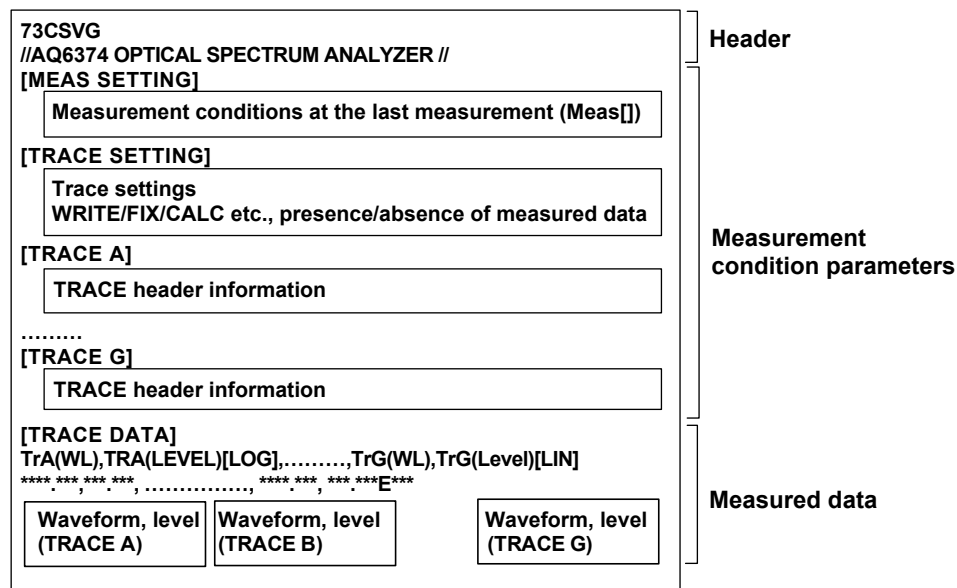 73CSVG
//AQ6374 OPTICAL SPECTRUM ANALYZER //
Header
[MEAS SETTING]
Measurement conditions at the last measurement (Meas[])
[TRACE SETTING]
Trace settings
WRITE/FIX/CALC etc., presence/absence of measured data
[TRACE A]
TRACE header information
Measurement
condition parameters
.........
[TRACE G]
TRACE header information
[TRACE DATA]
TrA(WL),TRA(LEVEL)[LOG],.........,TrG(WL),TrG(Level)[LIN]
****.***,***.***, ..............., ****.***, ***.***E***
Waveform, level
(TRACE A)
Waveform, level
(TRACE B)
Waveform, level
(TRACE G)
Measured data